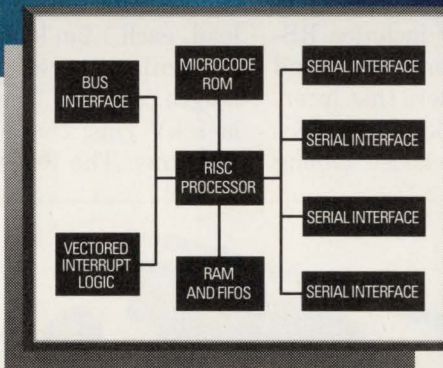 BUS
INTERFACE
MICROCODE
ROM
SERIAL INTERFACE
SERIAL INTERFACE
RISC
PROCESSOR
SERIAL INTERFACE
VECTORED
INTERRUPT
LOGIC
RAM
AND FIFOS
SERIAL INTERFACE